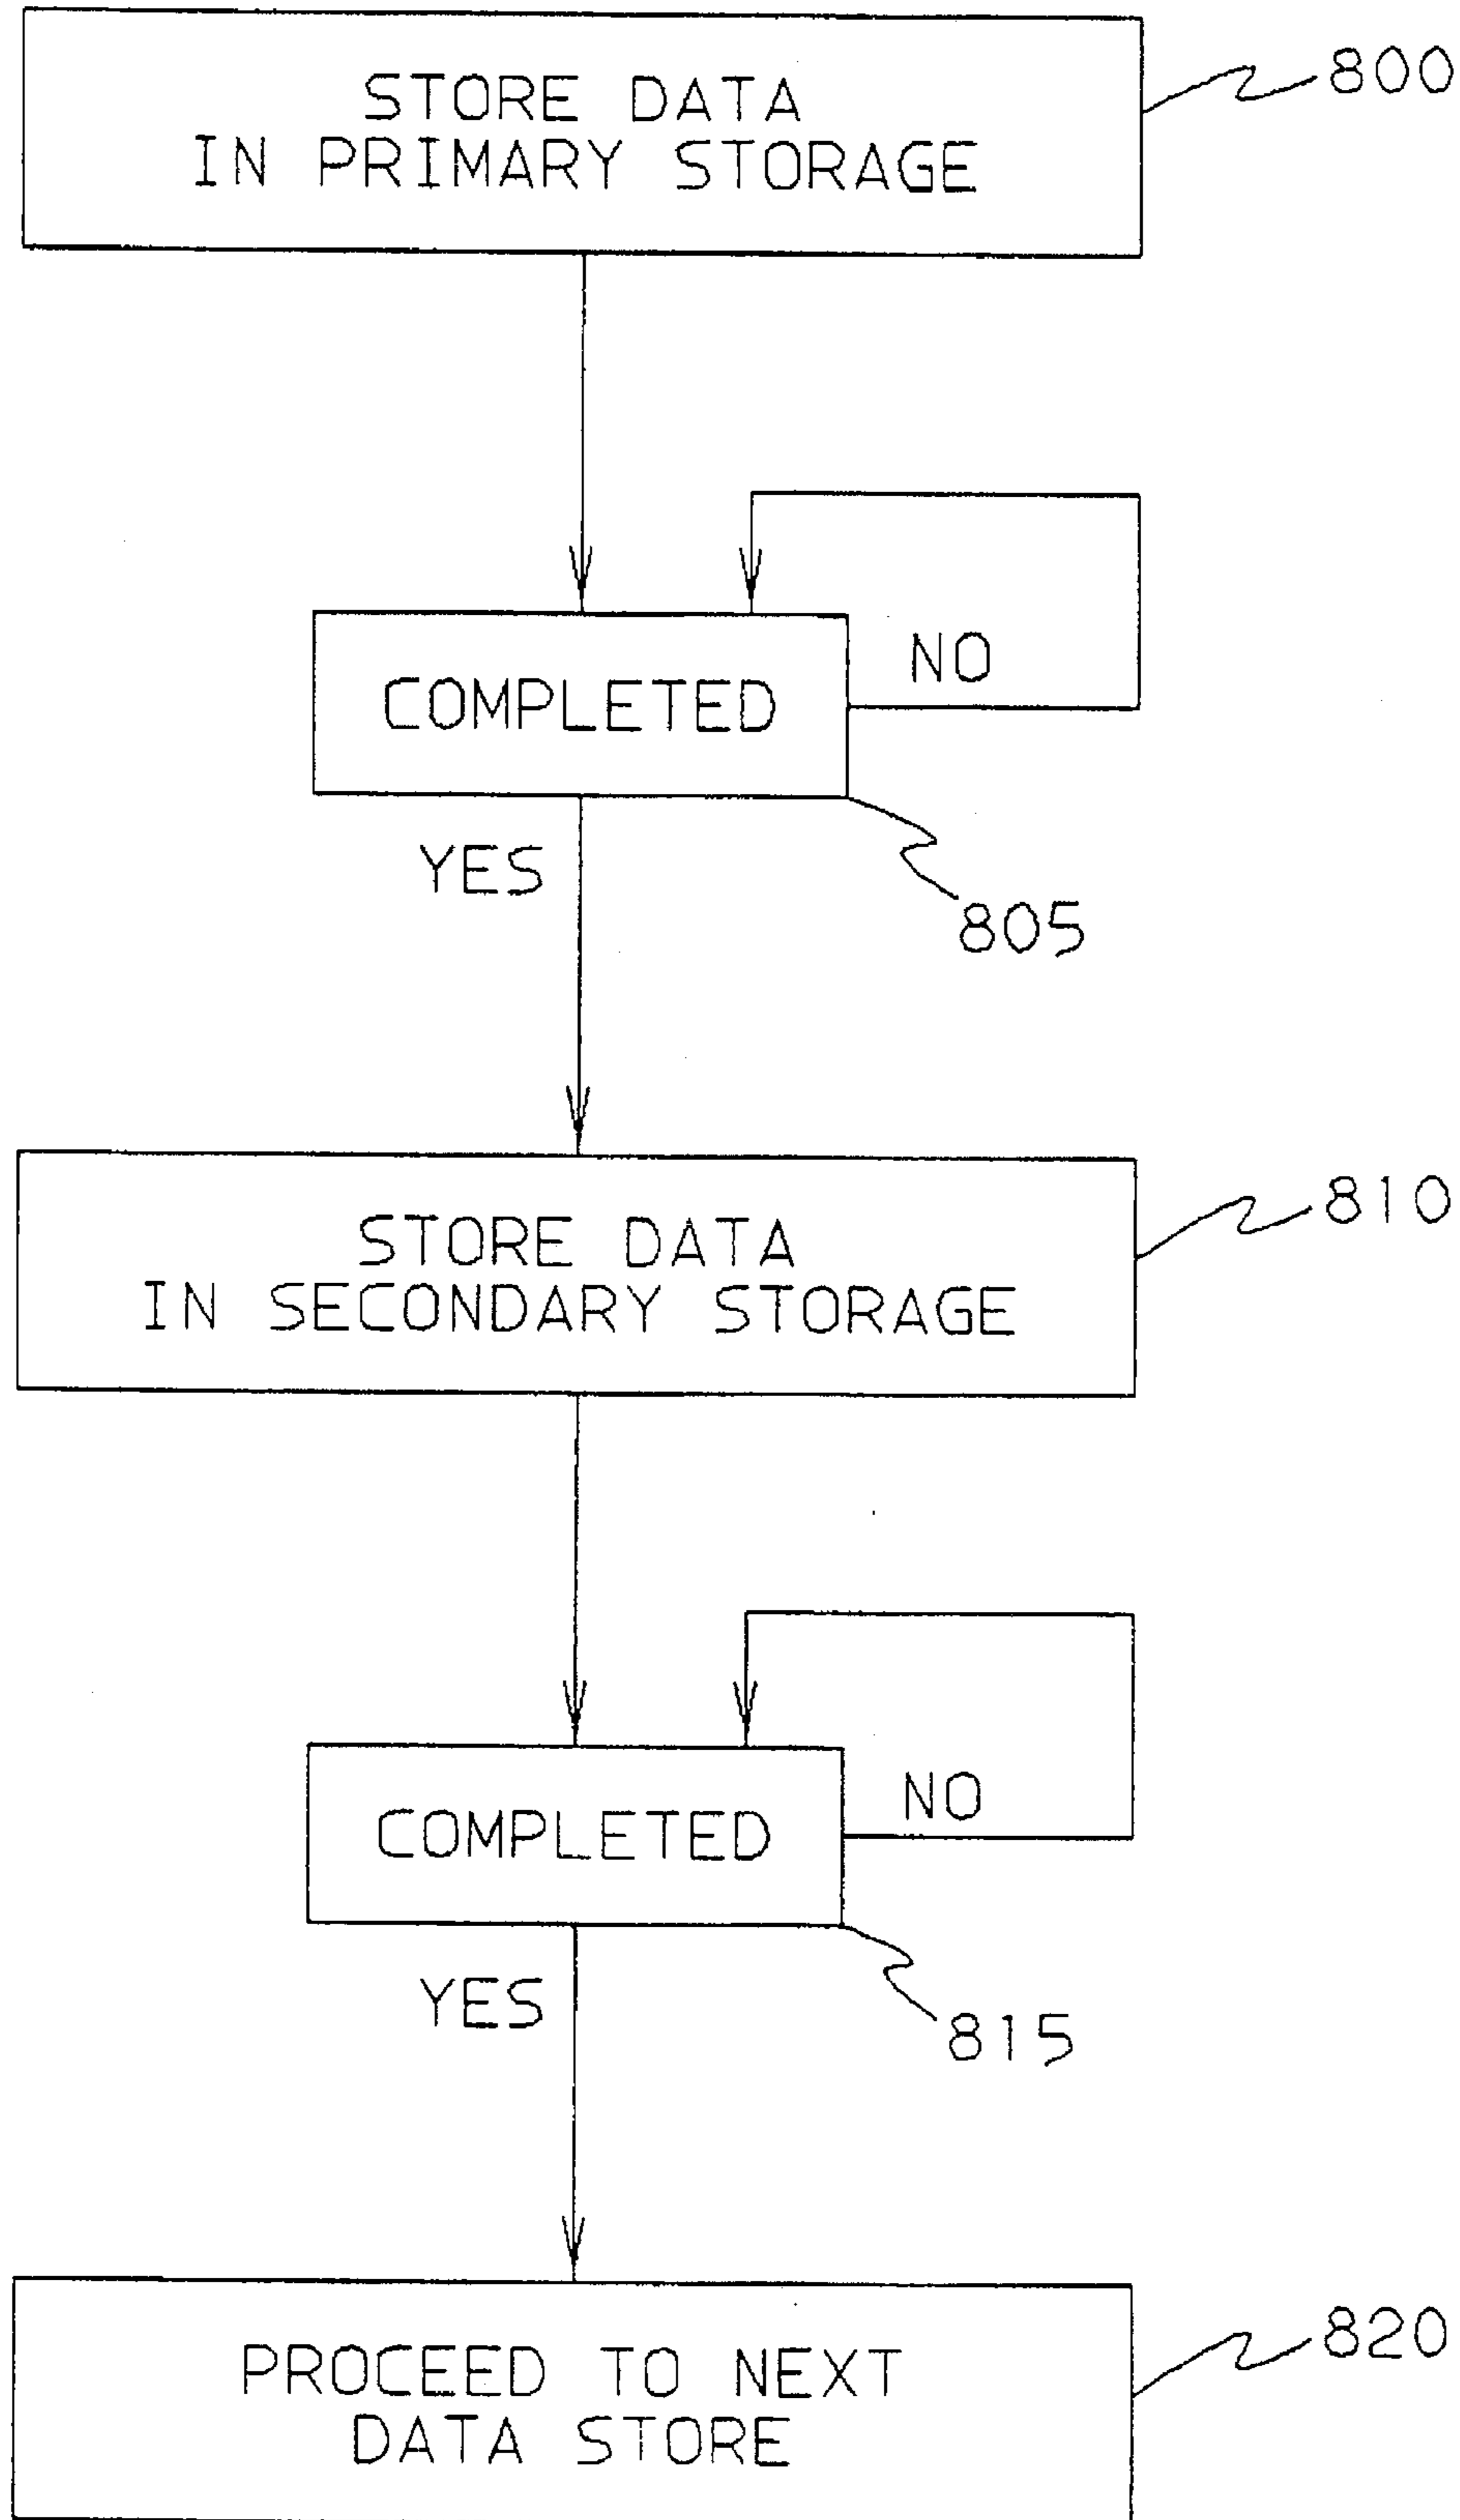 STORE DATA
IN PRIMARY STORAGE
800
NO
COMPLETED
YES
805
STORE DATA
IN SECONDARY STORAGE
810
NO
COMPLETED
YES
815
PROCEED TO NEXT
DATA STORE
820